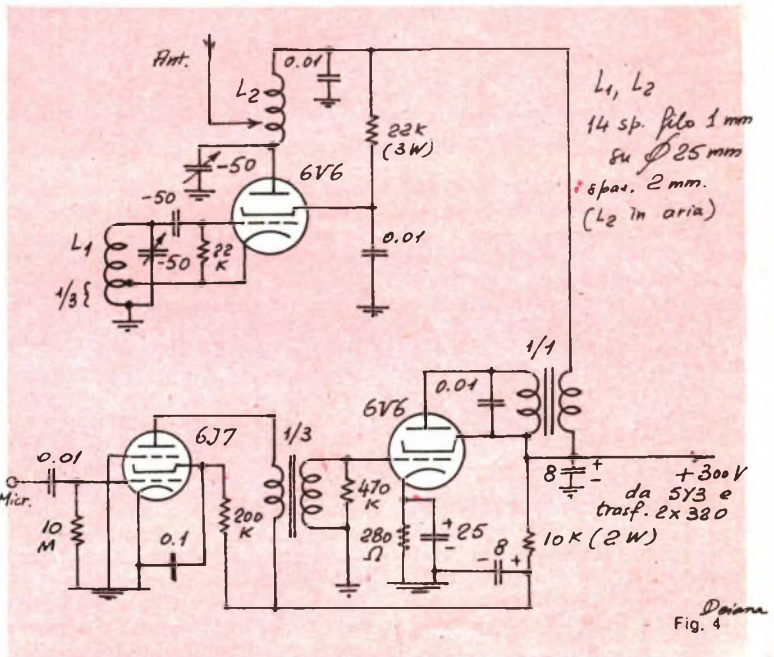 Ant.
0.01
L2
L1, L2
14 sp. filo 1 mm
su Ø 25 mm
spaz. 2 mm.
(L2 in aria)
22K
(3W)
-50
6V6
-50
L1
-50
22
K
0.01
1/3{
1/1
0.01
6V6
6J7
1/3
0.01
Micr.
10
M
0.1
200
K
470
K
280
Ω
+
25
-
- 8 +
8
+
-
+300V
da 5Y3 e
trasf. 2x380
10K (2W)
Doiana
Fig. 4